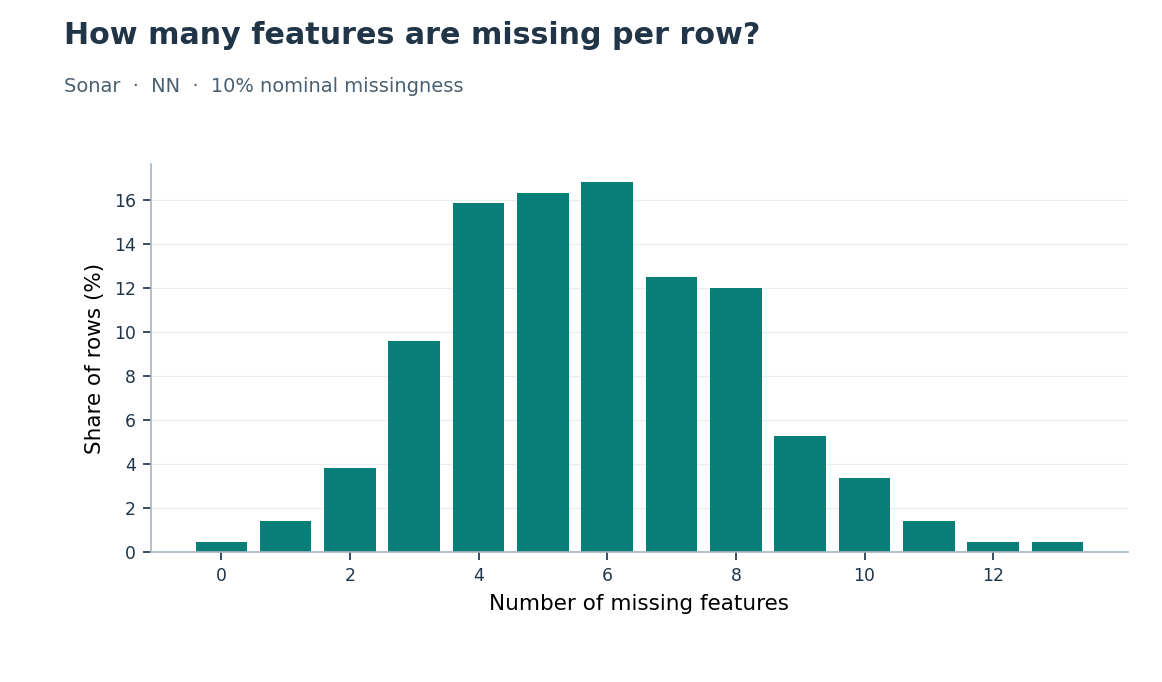 How many features are missing per row?
Sonar · NN · 10% nominal missingness
Share of rows (%)
16
14
12
10
8
6
4
2
0
0 2 4 6 8 10 12
Number of missing features